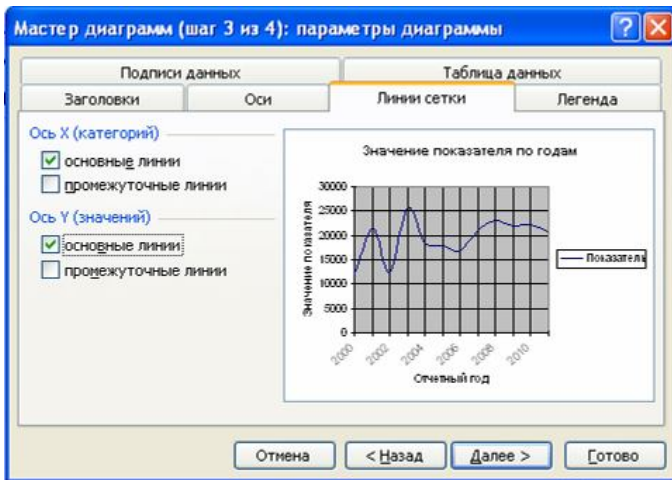 Мастер диаграмм (шаг 3 из 4): параметры диаграммы
Подписи данных
Таблица данных
Заголовки
Оси
Линии сетки
Легенда
Ось X (категорий)
основные линии
промежуточные линии
Ось Y (значений)
основные линии
промежуточные линии
Значение показателя по годам
Значение показателя
30000
25000
20000
15000
10000
5000
0
2000
2002
2004
2006
2008
2010
Отчетный год
Показатель
Отмена
< Назад
Далее >
Готово